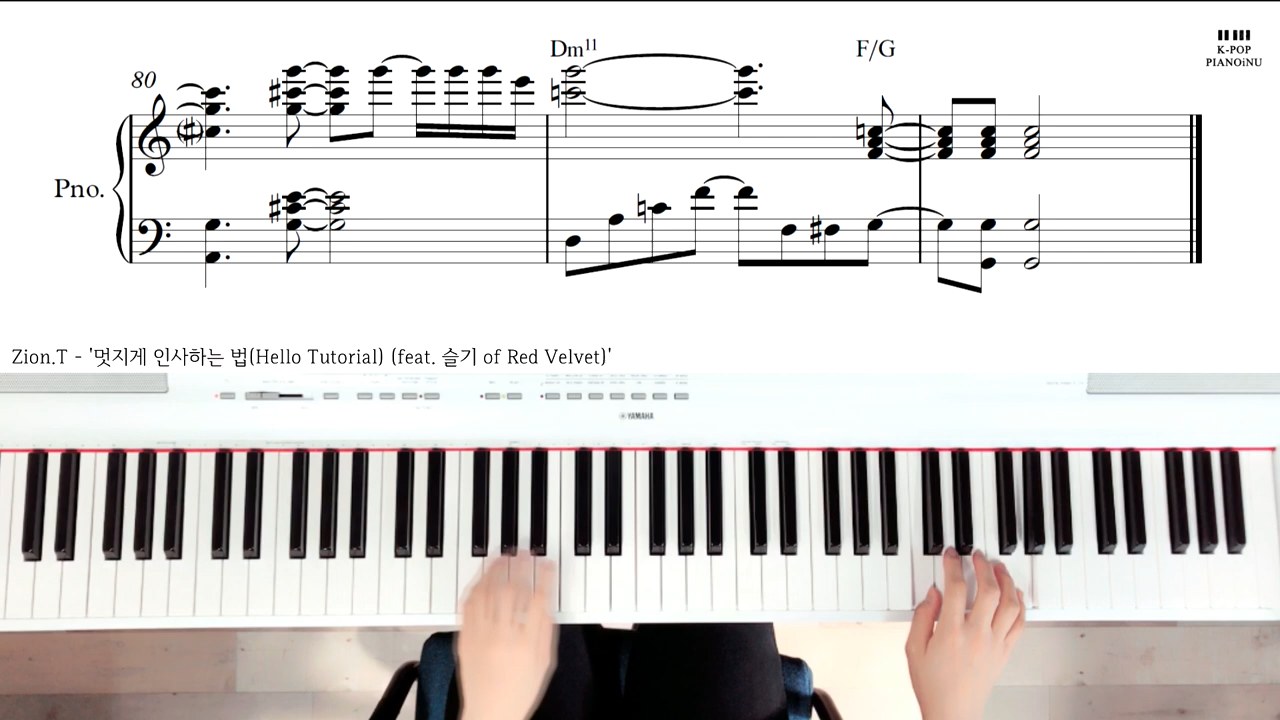 Dm11
F/G
K-POP
PIANOiNU
80
Pno.
Zion.T - '멋지게 인사하는 법(Hello Tutorial) (feat. 슬기 of Red Velvet)'
YAMAHA